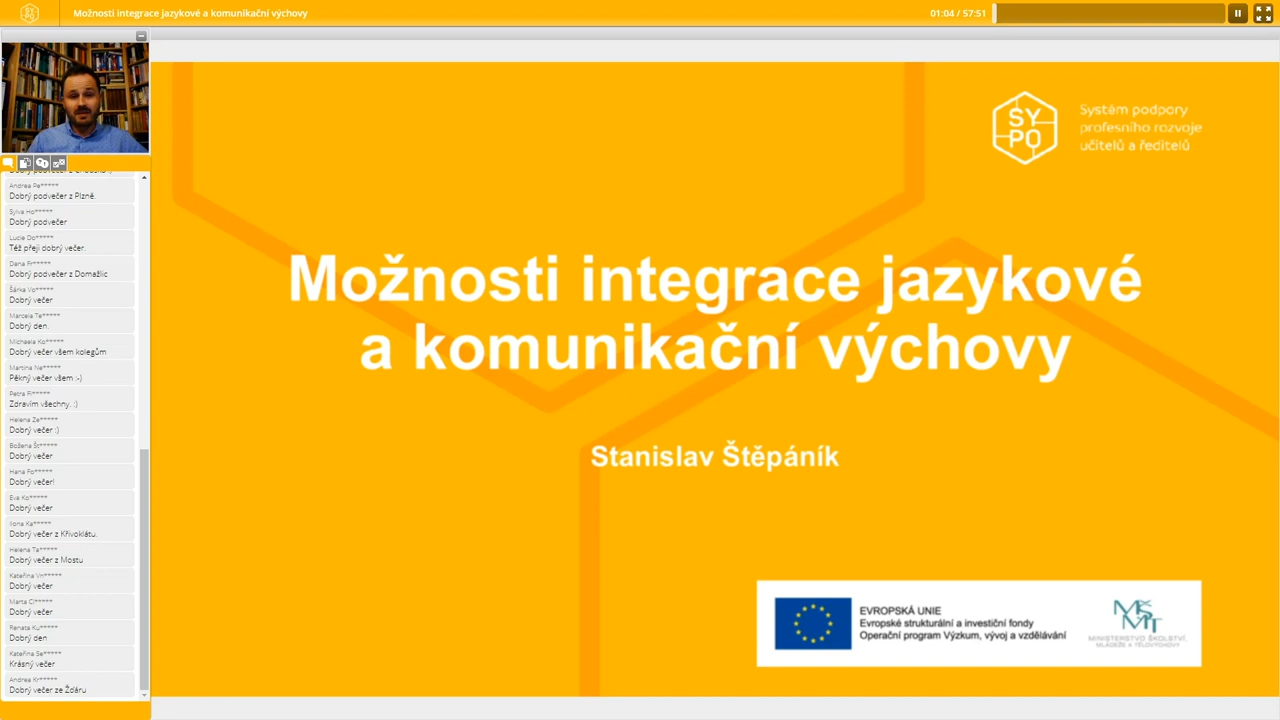 Možnosti integrace jazykové a komunikační výchovy
01:04 / 57:51
Andrea Pe*****
Dobrý podvečer z Plzně.
Sylva Ho*****
Dobrý podvečer
Lucie Do*****
Též přeji dobrý večer.
Dana Fr*****
Dobrý podvečer z Domažlic
Šárka Vo*****
Dobrý večer
Marcela Te*****
Dobrý den.
Michaela Ko*****
Dobrý večer všem kolegům
Martina Ne*****
Pěkný večer všem :-)
Petra Fi*****
Zdravím všechny. :)
Helena Ze*****
Dobrý večer :)
Božena Št*****
Dobrý večer
Hana Fo*****
Dobrý večer!
Eva Ko*****
Dobrý večer
Ilona Ka*****
Dobrý večer z Křivoklátu.
Helena Ta*****
Dobrý večer z Mostu
Kateřina Vn*****
Dobrý večer
Marta Ci*****
Dobrý večer
Renata Ku*****
Dobrý den
Kateřina Se*****
Krásný večer
Andrea Kr*****
Dobrý večer ze Žďáru
SY
PO
Systém podpory
profesního rozvoje
učitelů a ředitelů
Možnosti integrace jazykové
a komunikační výchovy
Stanislav Štěpáník
EVROPSKÁ UNIE
Evropské strukturální a investiční fondy
Operační program Výzkum, vývoj a vzdělávání
MŠMT
MINISTERSTVO ŠKOLSTVÍ,
MLÁDEŽE A TĚLOVÝCHOVY